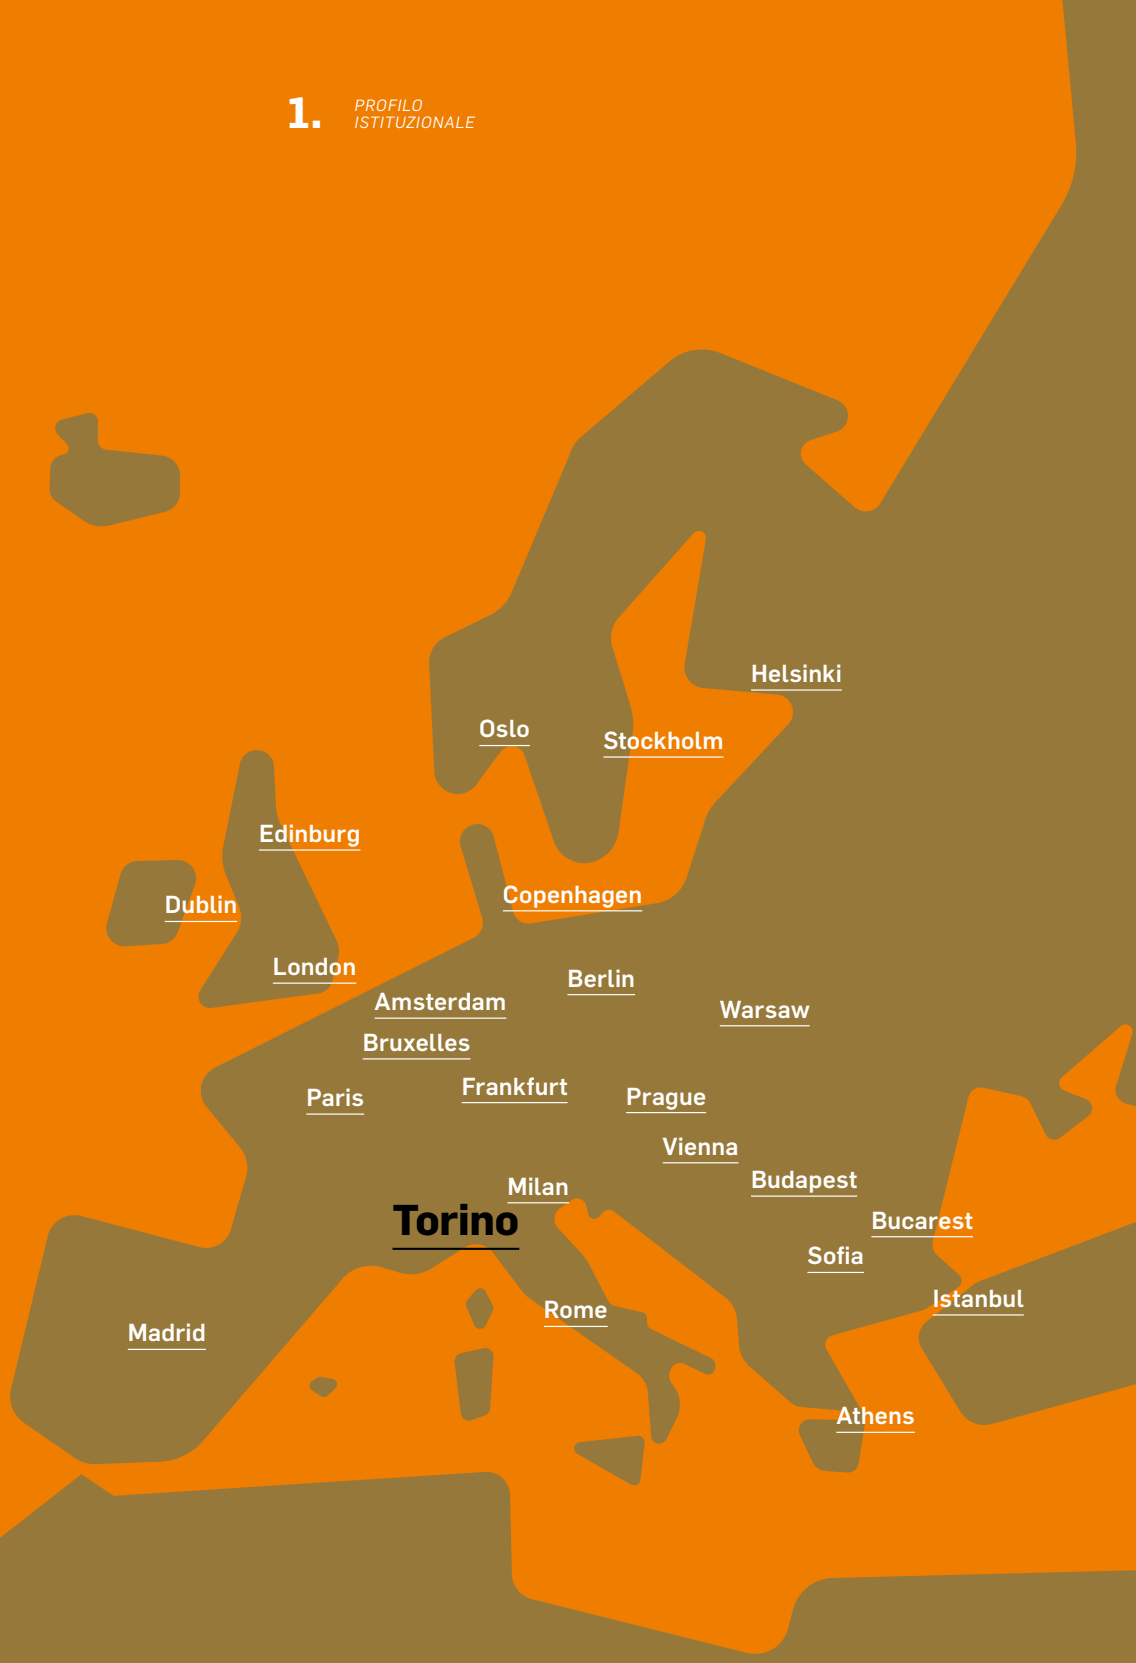 1.
PROFILO
ISTITUZIONALE
Helsinki
Oslo
Stockholm
Edinburg
Copenhagen
Dublin
London
Berlin
Amsterdam
Warsaw
Bruxelles
Frankfurt
Paris
Prague
Vienna
Budapest
Milan
Torino
Bucarest
Sofia
Istanbul
Rome
Madrid
Athens